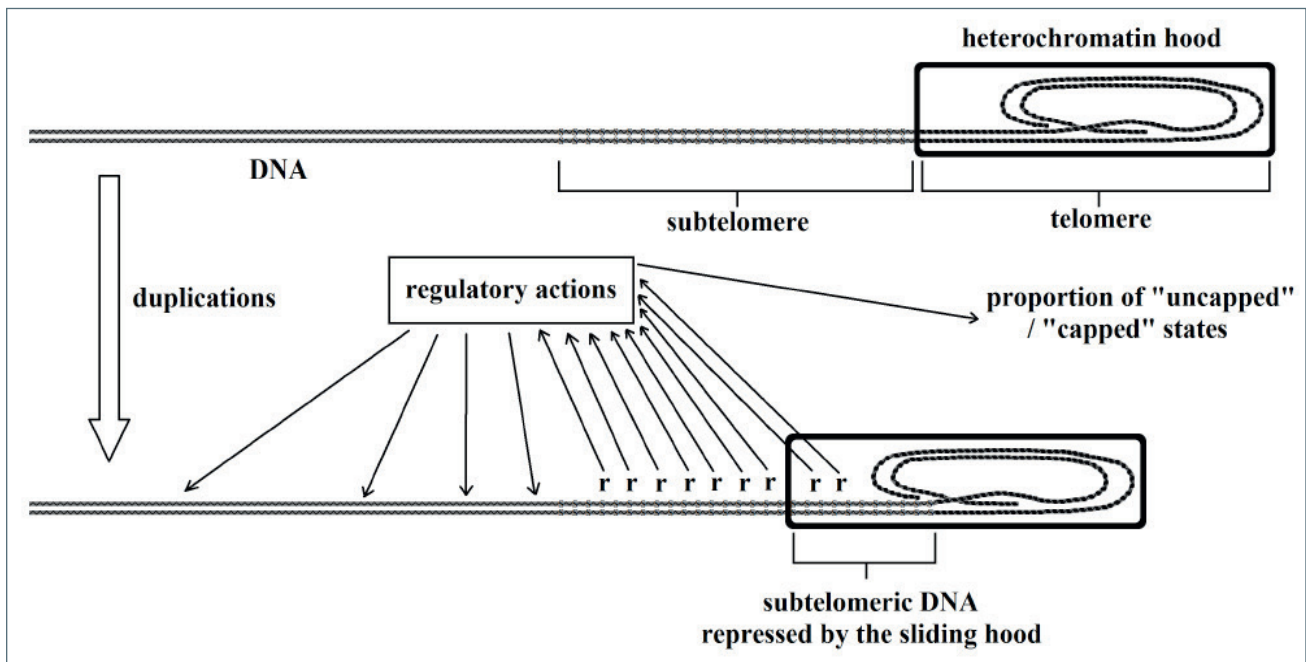 heterochromatin hood
DNA
subtelomere
telomere
duplications
regulatory actions
proportion of "uncapped"
/ "capped" states
r r r r r r r r r
subtelomeric DNA
repressed by the sliding hood